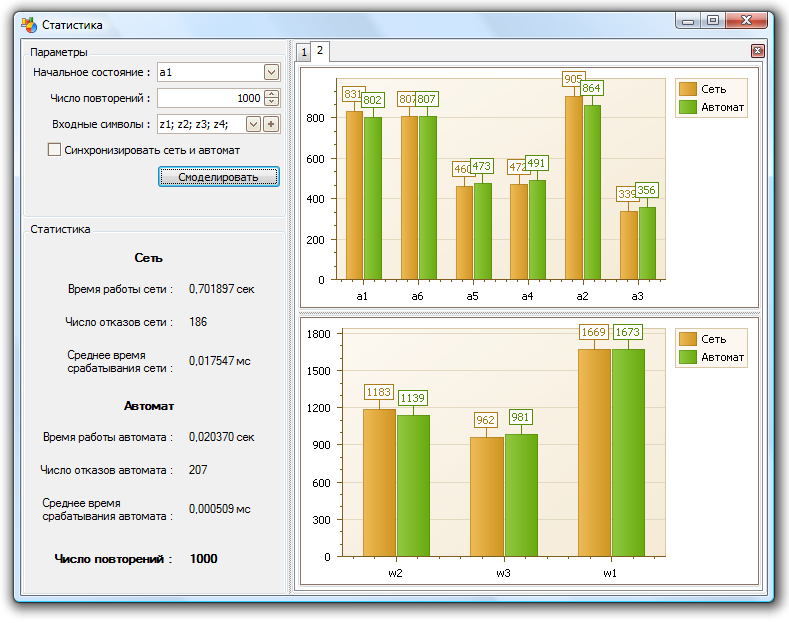 Статистика
Параметры
Начальное состояние : a1
Число повторений : 1000
Входные символы : z1; z2; z3; z4;
Синхронизировать сеть и автомат
Смоделировать
Статистика
Сеть
Время работы сети : 0,701897 сек
Число отказов сети : 186
Среднее время
срабатывания сети : 0,017547 мс
Автомат
Время работы автомата : 0,020370 сек
Число отказов автомата : 207
Среднее время
срабатывания автомата : 0,000509 мс
Число повторений : 1000
1 2
831 802 807 807 460 473 472 491 905 864 339 356
800
600
400
200
0
a1 a6 a5 a4 a2 a3
Сеть
Автомат
1183 1139 962 981 1669 1673
1800
1500
1200
900
600
300
0
w2 w3 w1
Сеть
Автомат